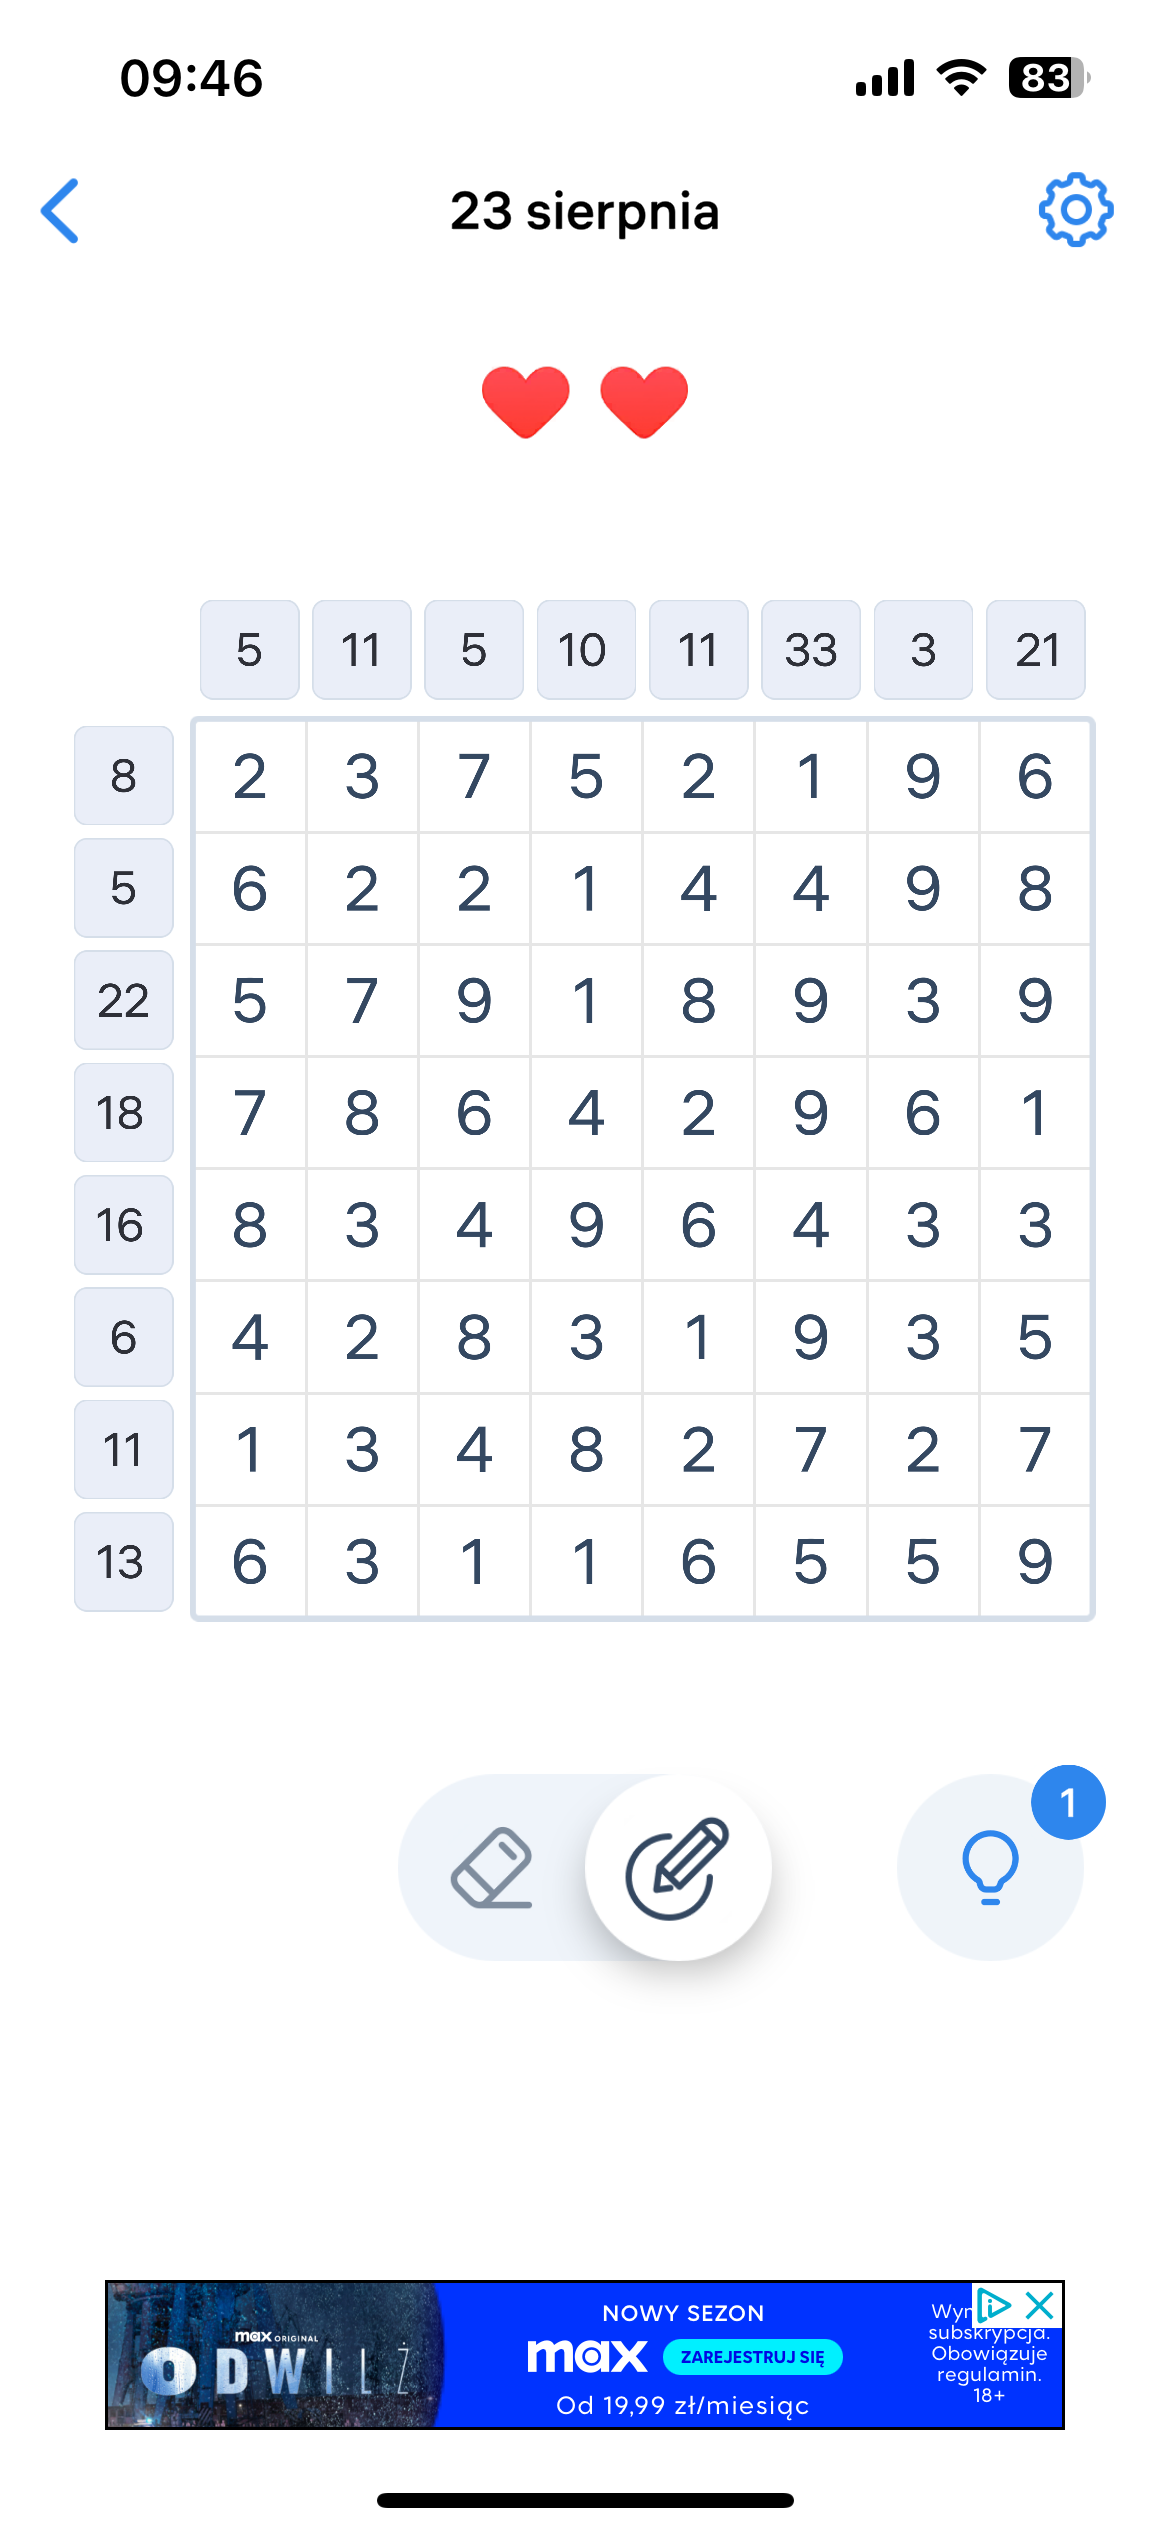 09:46
83
23 sierpnia
5 11 5 10 11 33 3 21
8 2 3 7 5 2 1 9 6
5 6 2 2 1 4 4 9 8
22 5 7 9 1 8 9 3 9
18 7 8 6 4 2 9 6 1
16 8 3 4 9 6 4 3 3
6 4 2 8 3 1 9 3 5
11 1 3 4 8 2 7 2 7
13 6 3 1 1 6 5 5 9
1
max ORIGINAL
ODWILŻ
NOWY SEZON
max
ZAREJESTRUJ SIĘ
Od 19,99 zł/miesiąc
subskrypcja.
Obowiązuje
regulamin.
18+